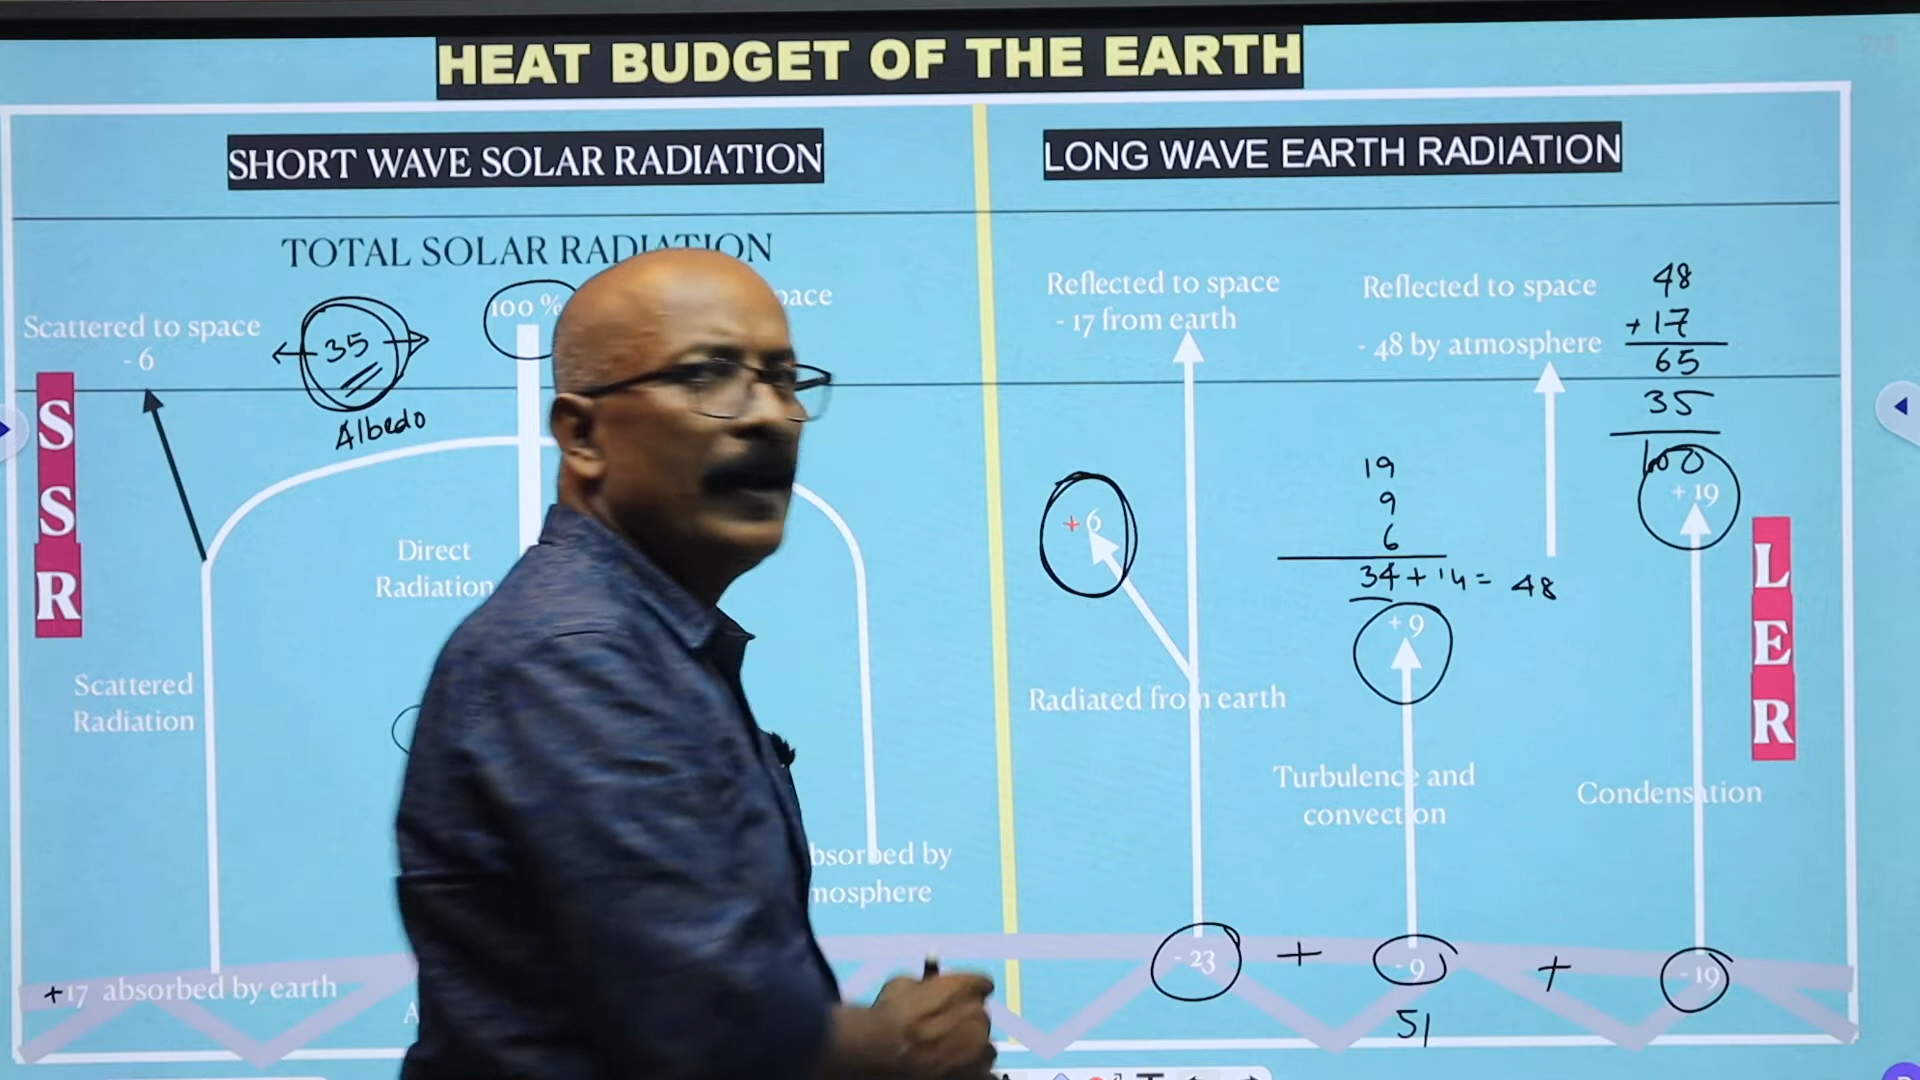 HEAT BUDGET OF THE EARTH
SHORT WAVE SOLAR RADIATION
LONG WAVE EARTH RADIATION
TOTAL SOLAR RADIATION
100 %
Scattered to space
- 6
35
Albedo
SSR
Direct
Radiation
Scattered
Radiation
+17 absorbed by earth
Reflected to space
- 17 from earth
Reflected to space
- 48 by atmosphere
48
+17
65
35
100
+ 19
+ 6
19
9
6
34+14= 48
+ 9
LER
Radiated from earth
Turbulence and
convection
Condensation
- 23 + - 9 + - 19
51